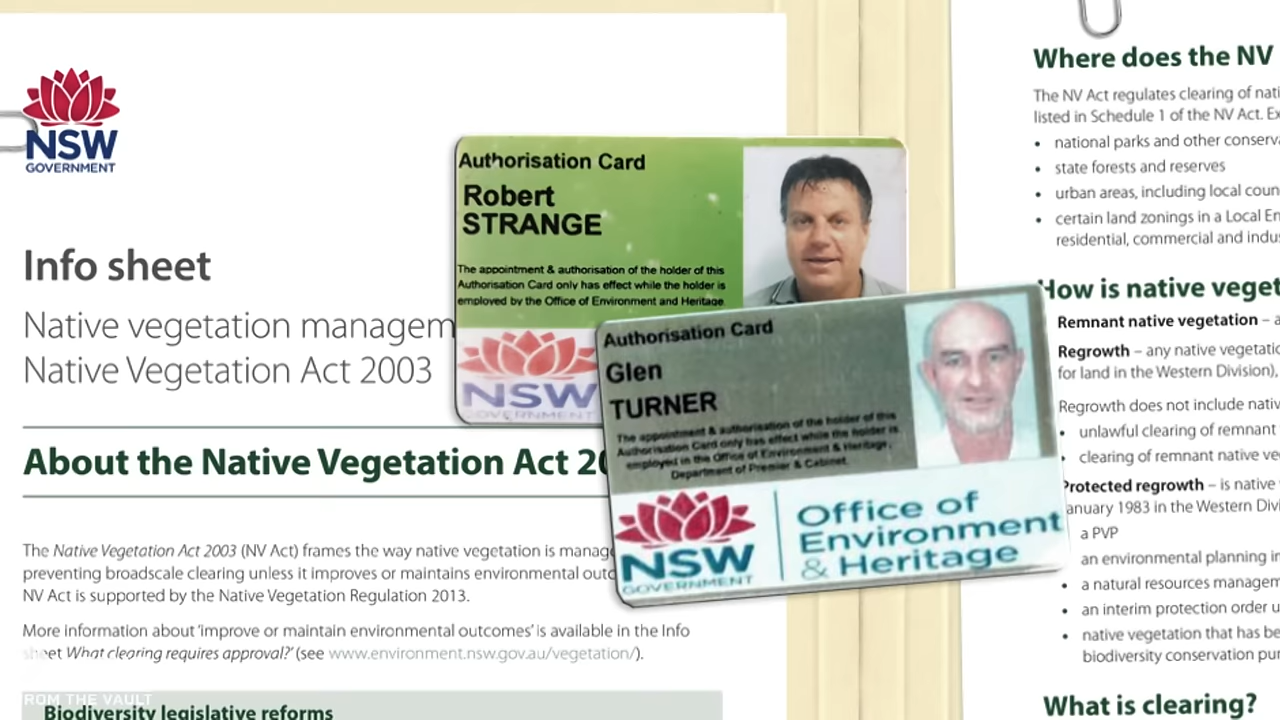 NSW
GOVERNMENT
Info sheet
Native vegetation managem
Native Vegetation Act 2003
About the Native Vegetation Act 20
The Native Vegetation Act 2003 (NV Act) frames the way native vegetation is manag
preventing broadscale clearing unless it improves or maintains environmental outc
NV Act is supported by the Native Vegetation Regulation 2013.
More information about 'improve or maintain environmental outcomes' is available in the Info
sheet What clearing requires approval?' (see www.environment.nsw.gov.au/vegetation/).
Biodiversity legislative reforms
FROM THE VAULT
Authorisation Card
Robert
STRANGE
The appointment & authorisation of the holder of this
Authorisation Card only has effect while the holder is
employed by the Office of Environment and Heritage
NSW
GOVERNMENT
Authorisation Card
Glen
TURNER
The appointment & authorisation of the holder of this
Authorisation Card only has effect while the holder is
employed in the Office of Environment & Heritage,
Department of Premier & Cabinet.
NSW
GOVERNMENT
Office of
Environment
& Heritage
Where does the NV
The NV Act regulates clearing of nati
listed in Schedule 1 of the NV Act. Ex
• national parks and other conserv
• state forests and reserves
• urban areas, including local coun
• certain land zonings in a Local En
residential, commercial and indus
How is native veget
Remnant native vegetation – a
Regrowth – any native vegetatio
for land in the Western Division),
Regrowth does not include nativ
• unlawful clearing of remnant
• clearing of remnant native ve
Protected regrowth – is native
anuary 1983 in the Western Divi
a PVP
an environmental planning in
• a natural resources managem
• an interim protection order u
• native vegetation that has be
biodiversity conservation pur
What is clearing?